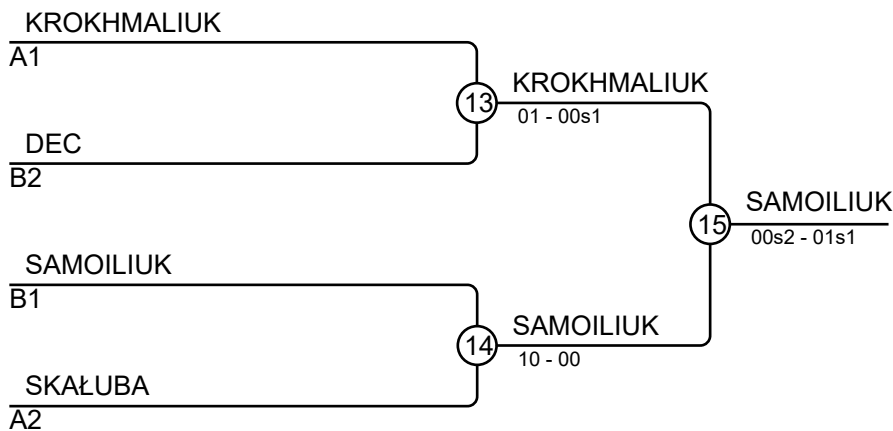 KROKHMALIUK
A1
13
KROKHMALIUK
01 - 00s1
DEC
B2
15
SAMOILIUK
00s2 - 01s1
SAMOILIUK
B1
14
SAMOILIUK
10 - 00
SKAŁUBA
A2